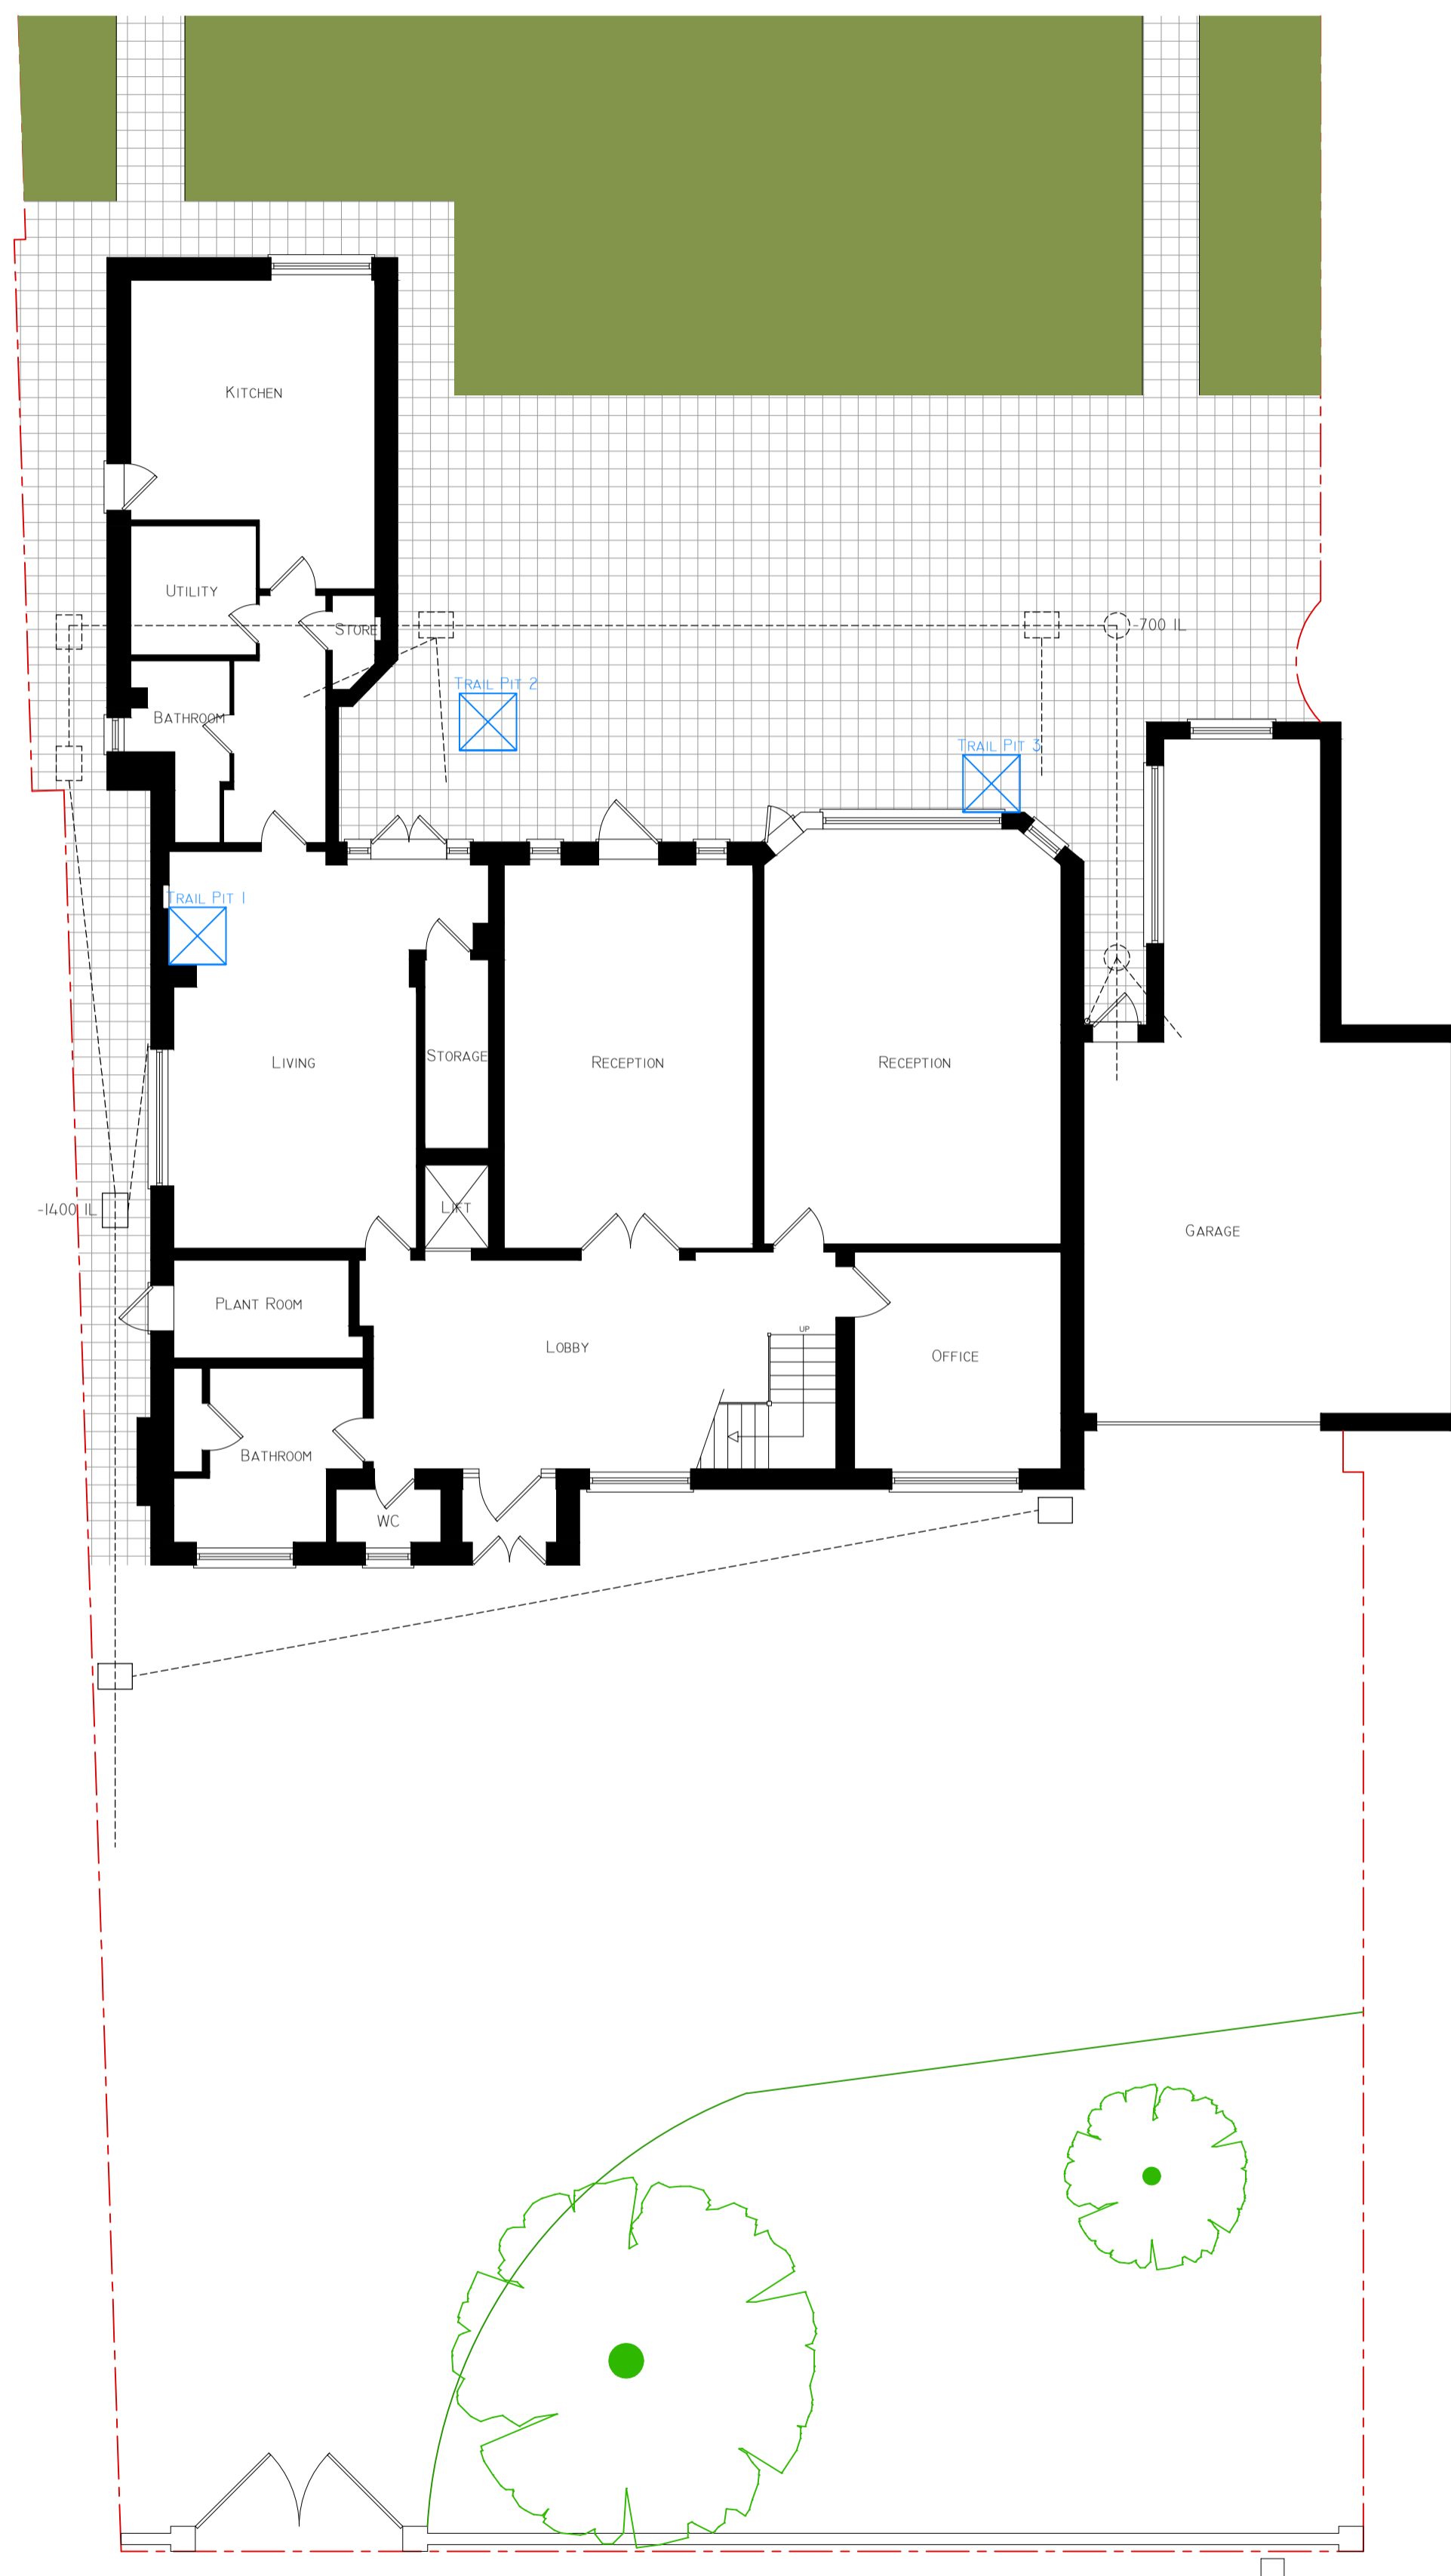 KITCHEN
UTILITY
STORE
-700 IL
TRAIL PIT 2
BATHROOM
TRAIL PIT 3
TRAIL PIT 1
LIVING
STORAGE
RECEPTION
RECEPTION
-1400 IL
LIFT
GARAGE
PLANT ROOM
UP
LOBBY
OFFICE
BATHROOM
WC